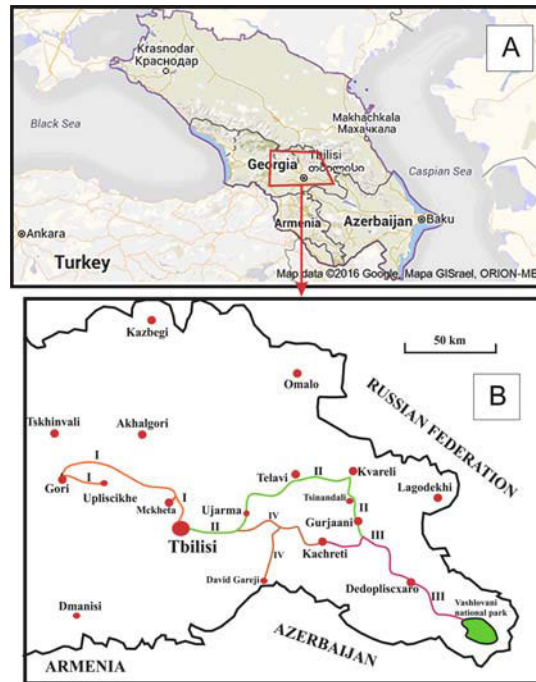 A
Krasnodar
Краснодар
Makhachkala
Махачкала
Black Sea
Georgia
Tbilisi
თბილისი
Caspian Sea
Armenia
Azerbaijan
Baku
Ankara
Turkey
Map data ©2016 Google, Mapa GISrael, ORION-ME
B
50 km
Kazbegi
Omalo
RUSSIAN FEDERATION
Tskhinvali
Akhalgori
I
Gori
I
Upliscikhe
I
Mckheta
Telavi
II
Kvareli
Lagodekhi
Ujarma
Tsinandali
II
II
IV
Gurjaani
Tbilisi
III
Kachreti
IV
David Gareji
Dedopliscxaro
III
Vashlovani
national park
Dmanisi
AZERBAIJAN
ARMENIA